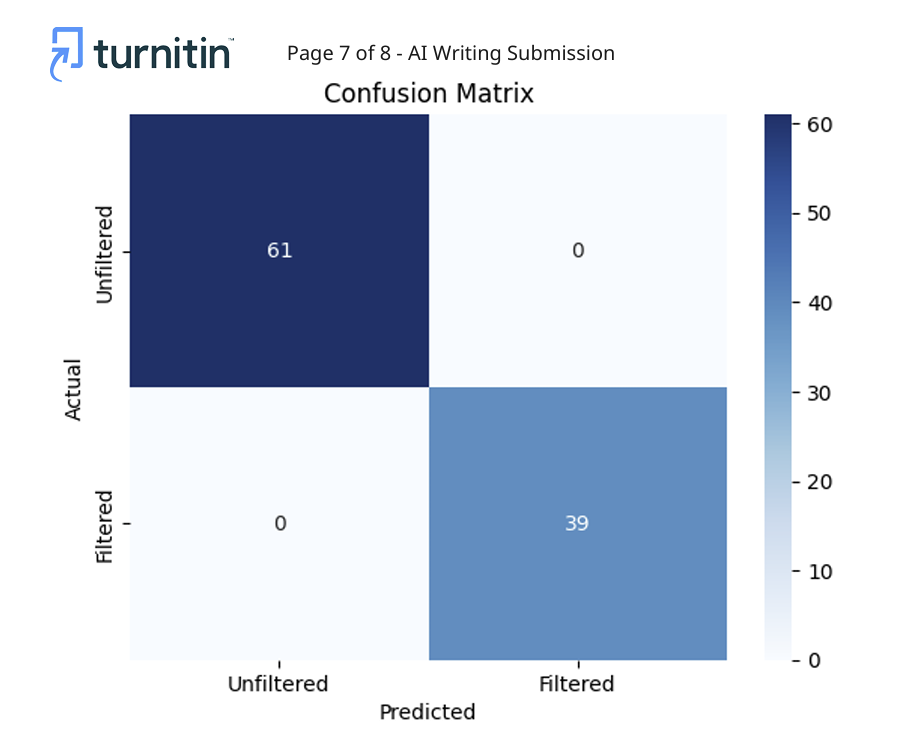 turnitin™ Page 7 of 8 - AI Writing Submission
Confusion Matrix
60
50
40
30
20
10
0
Actual
Unfiltered
61
0
Filtered
0
39
Unfiltered
Filtered
Predicted